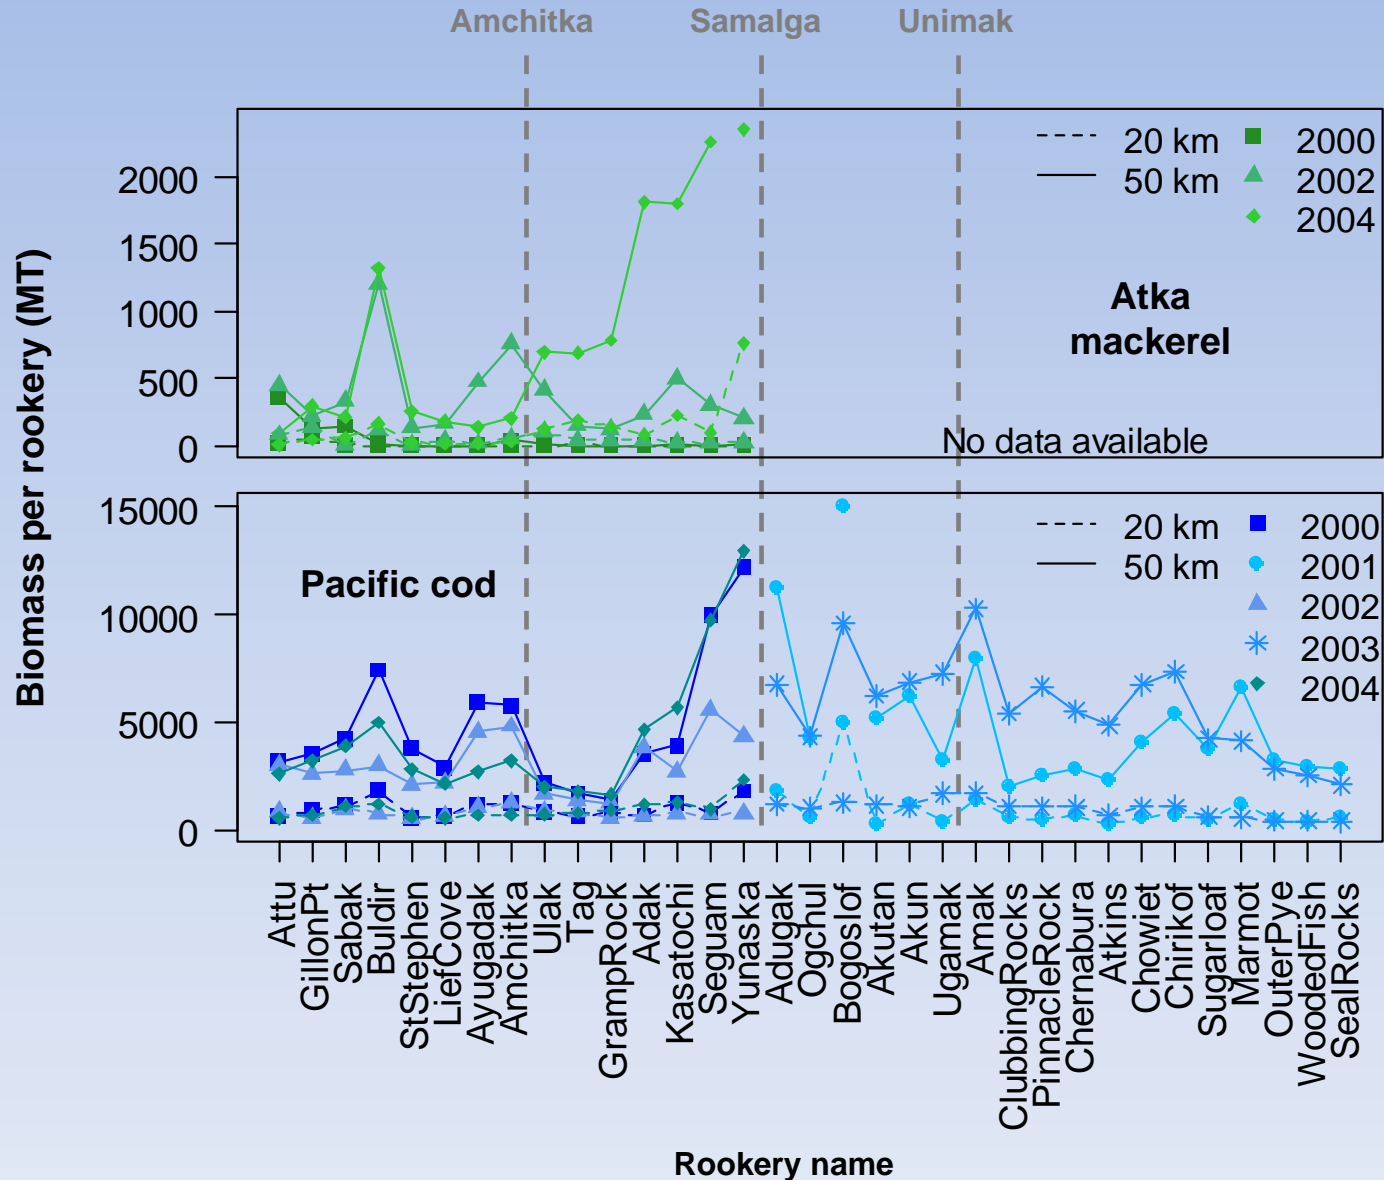 Amchitka Samalga Unimak
Biomass per rookery (MT)
2000
1500
1000
500
0
20 km 2000
50 km 2002
2004
Atka
mackerel
No data available
15000
10000
5000
0
Pacific cod
20 km 2000
50 km 2001
2002
2003
2004
Attu
GillonPt
Sabak
Buldir
StStephen
LiefCove
Ayugadak
Amchitka
Ulak
Tag
GrampRock
Adak
Kasatochi
Seguam
Yunaska
Adugak
Ogchul
Bogoslof
Akutan
Akun
Ugamak
Amak
ClubbingRocks
PinnacleRock
Chernabura
Atkins
Chowiet
Chirikof
Sugarloaf
Marmot
OuterPye
WoodedFish
SealRocks
Rookery name